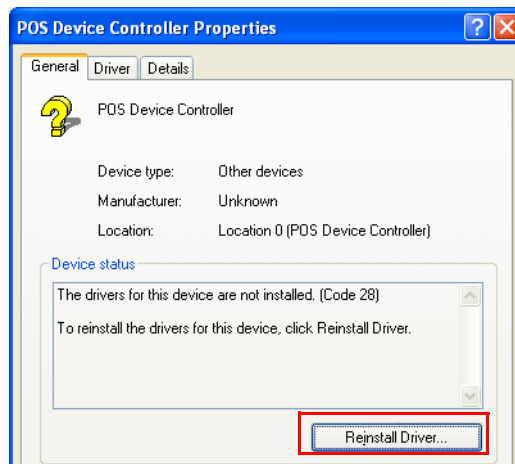 POS Device Controller Properties
General Driver Details
POS Device Controller
Device type: Other devices
Manufacturer: Unknown
Location: Location 0 (POS Device Controller)
Device status
The drivers for this device are not installed. (Code 28)
To reinstall the drivers for this device, click Reinstall Driver.
Reinstall Driver...